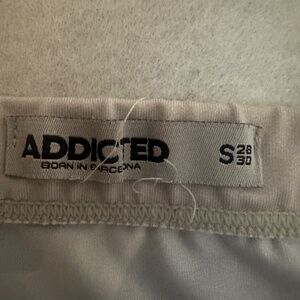 ADDICTED
BORN IN BARCELONA
S 28
30